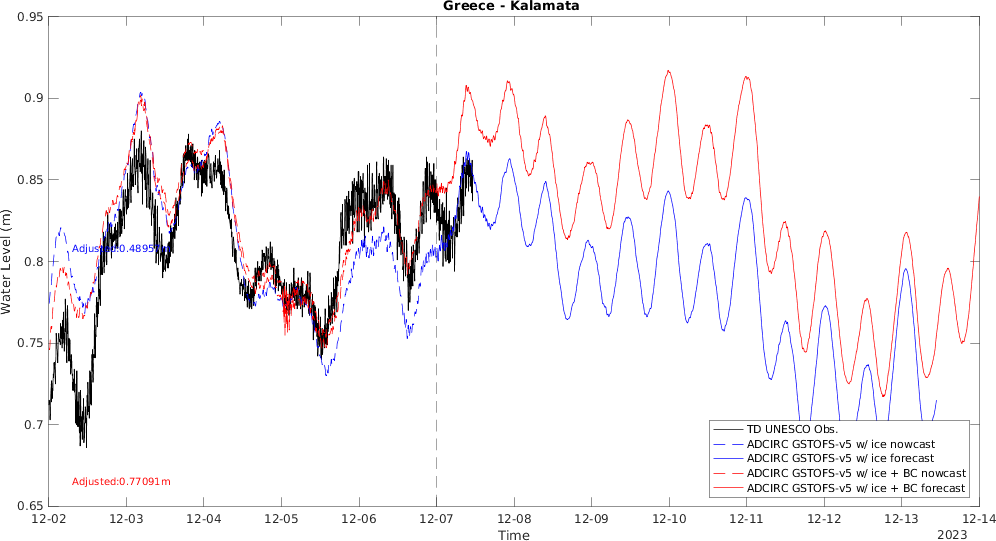 Greece - Kalamata
Water Level (m)
0.95
0.9
0.85
0.8
0.75
0.7
0.65
Adjusted:0.77091m
TD UNESCO Obs.
ADCIRC GSTOFS-v5 w/ ice nowcast
ADCIRC GSTOFS-v5 w/ ice forecast
ADCIRC GSTOFS-v5 w/ ice + BC nowcast
ADCIRC GSTOFS-v5 w/ ice + BC forecast
12-02 12-03 12-04 12-05 12-06 12-07 12-08 12-09 12-10 12-11 12-12 12-13 12-14
Time
2023